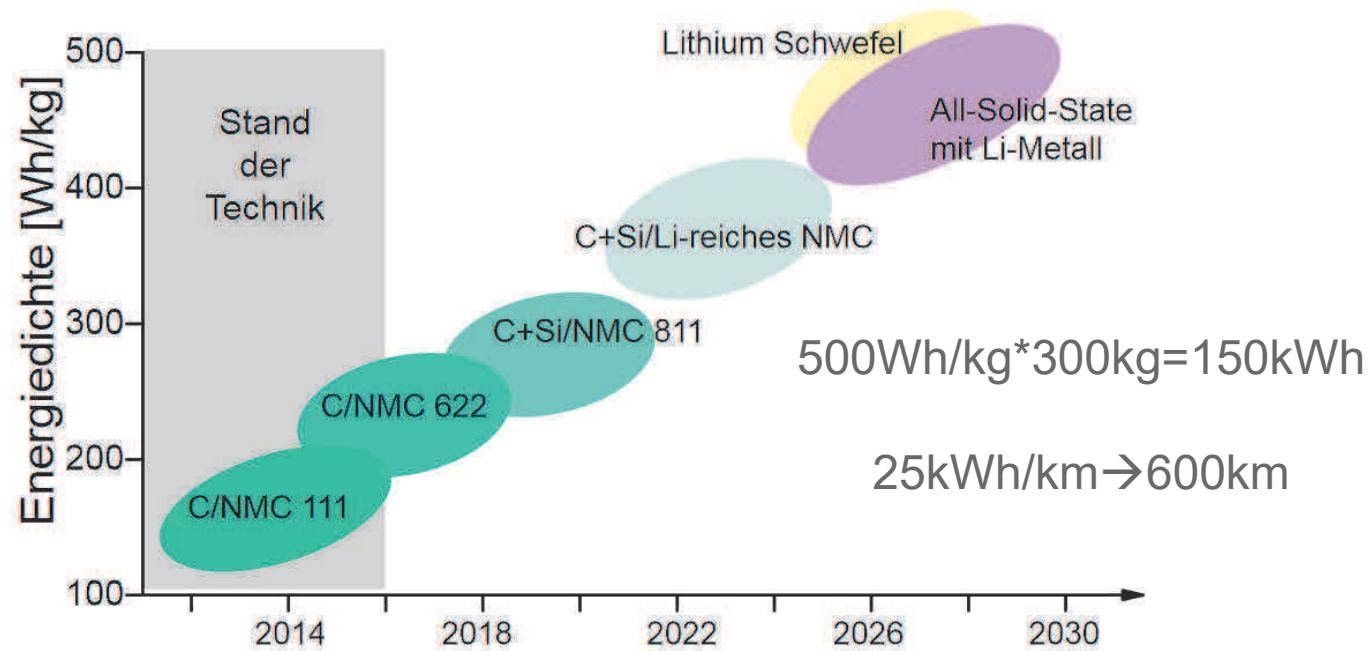 Energiedichte [Wh/kg]
500
400
300
200
100
Stand
der
Technik
Lithium Schwefel
All-Solid-State
mit Li-Metall
C+Si/Li-reiches NMC
C+Si/NMC 811
C/NMC 622
C/NMC 111
500Wh/kg*300kg=150kWh
25kWh/km→600km
2014
2018
2022
2026
2030